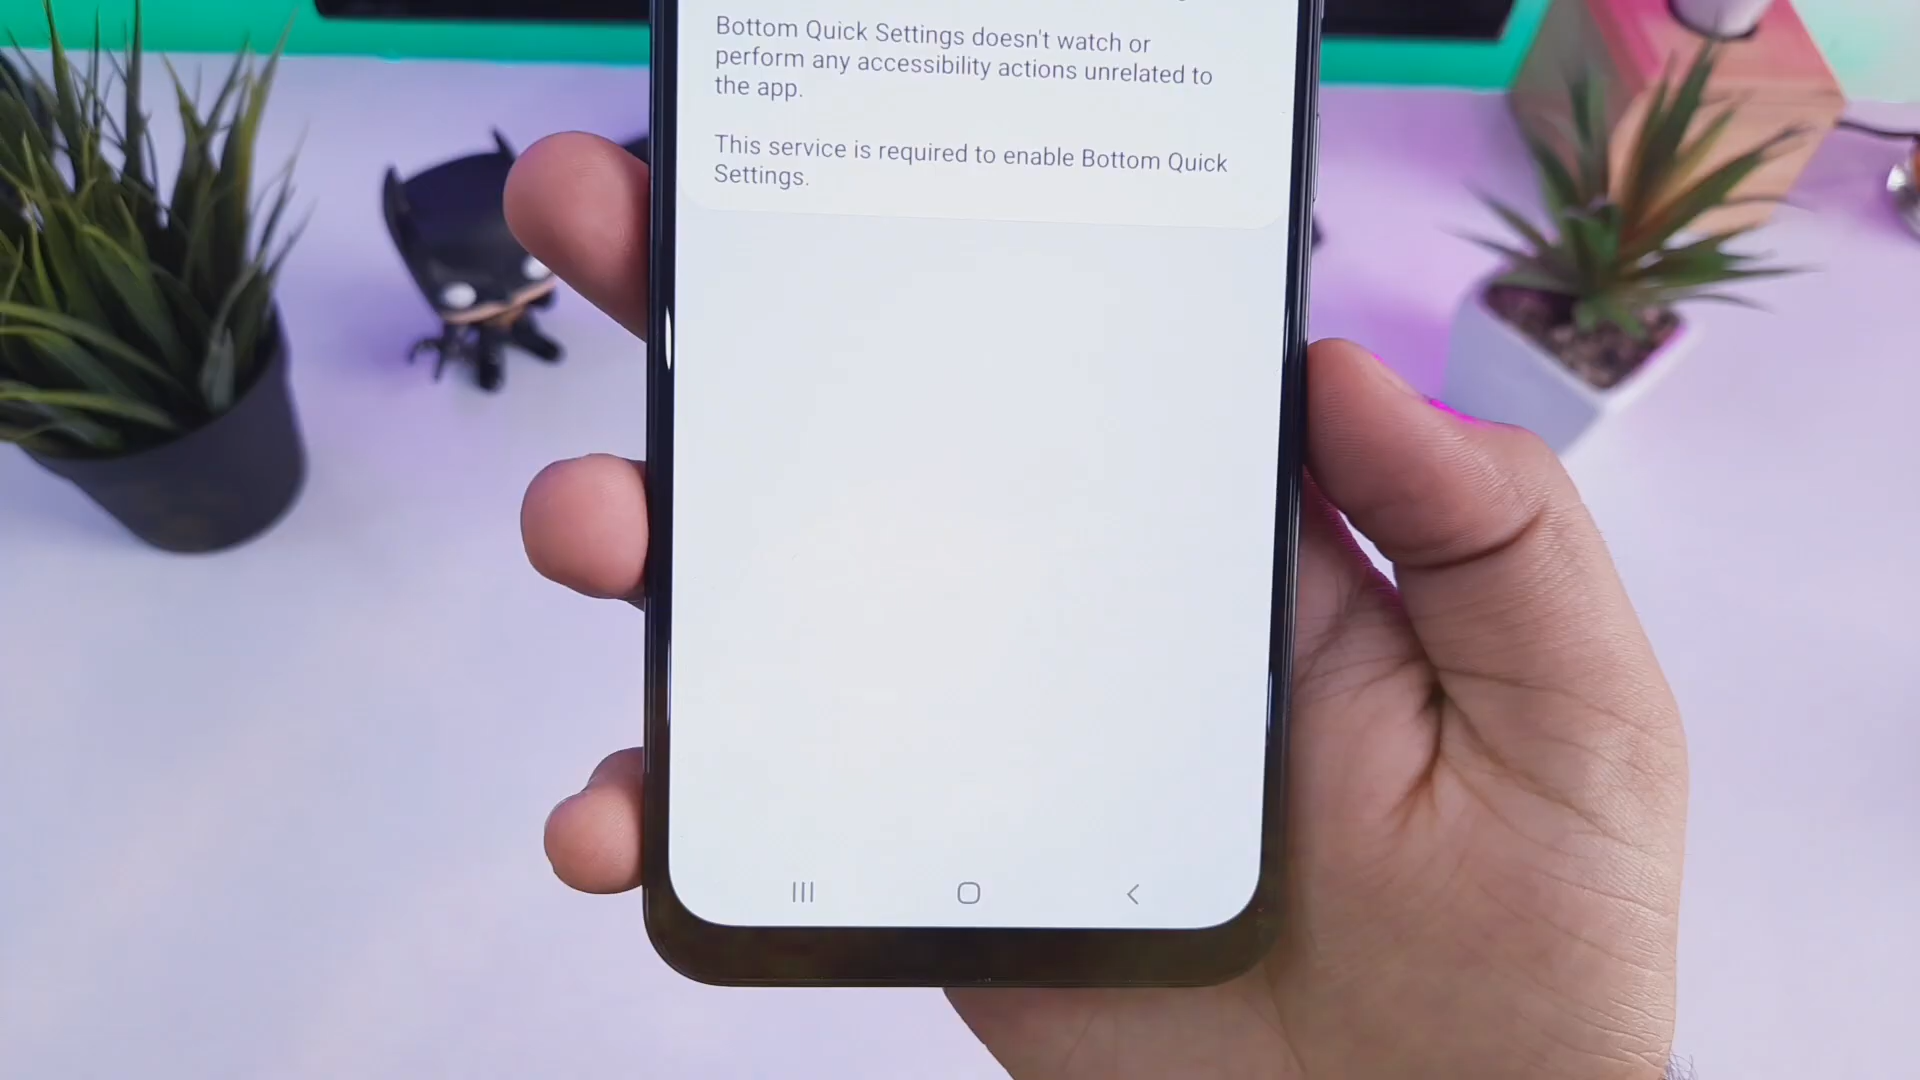 Bottom Quick Settings doesn't watch or
perform any accessibility actions unrelated to
the app.
This service is required to enable Bottom Quick
Settings.